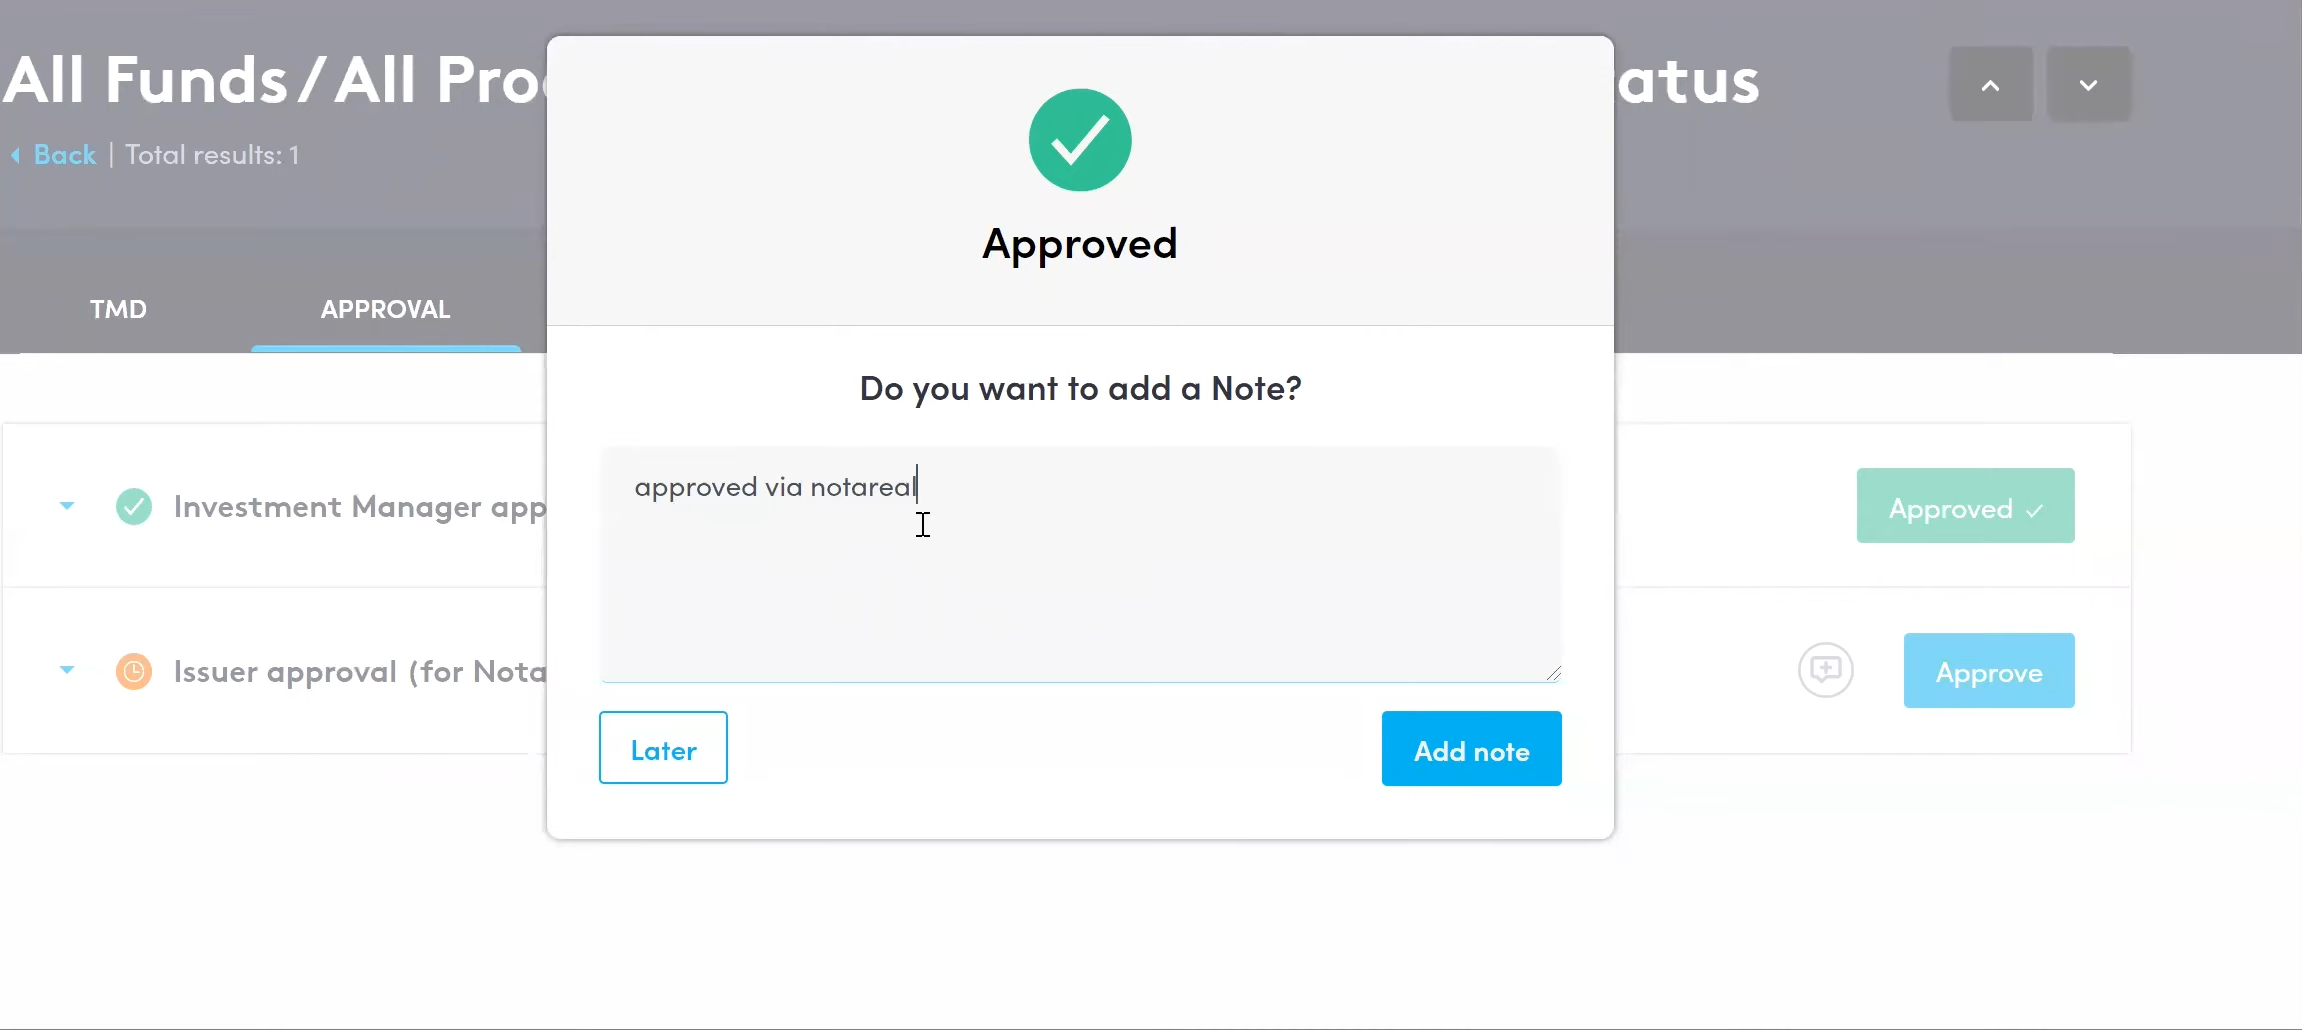 All Funds / All Pro
atus
Back | Total results: 1
TMD
APPROVAL
Approved
Do you want to add a Note?
approved via notareal
Investment Manager app
Approved
Issuer approval (for Nota
Approve
Later
Add note